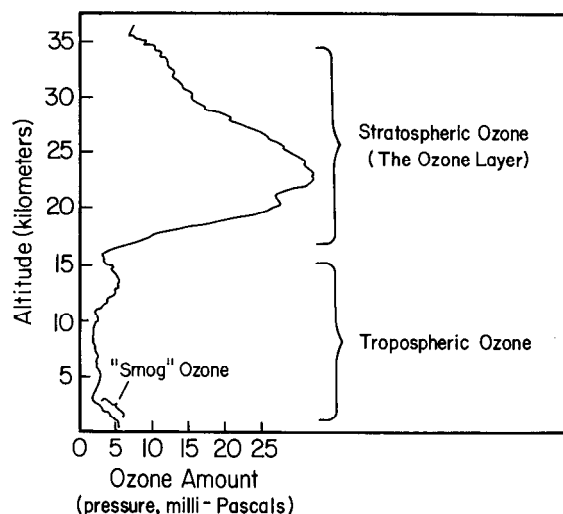 35
30
25
20
15
10
5
Altitude (kilometers)
Stratospheric Ozone
(The Ozone Layer)
Tropospheric Ozone
"Smog" Ozone
0 5 10 15 20 25
Ozone Amount
(pressure, milli-Pascals)